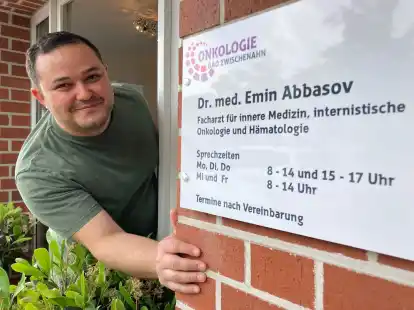 ONKOLOGIE
BAD ZWISCHENAHN
Dr. med. Emin Abbasov
Facharzt für innere Medizin, internistische
Onkologie und Hämatologie
Sprechzeiten
Mo, Di, Do 8 - 14 und 15 - 17 Uhr
Mi und Fr 8 - 14 Uhr
Termine nach Vereinbarung